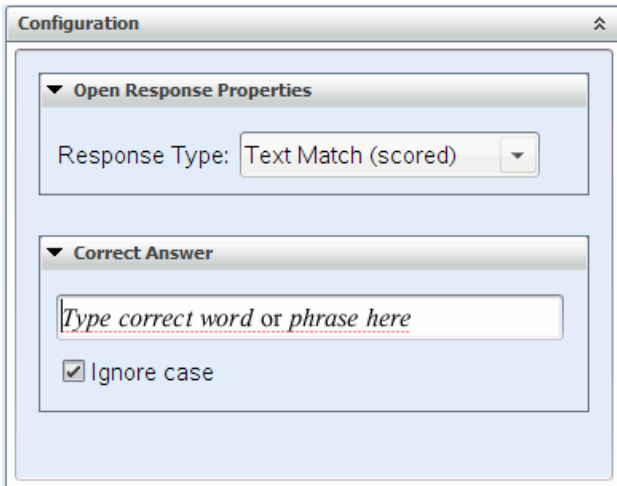 Configuration
Open Response Properties
Response Type: Text Match (scored)
Correct Answer
Type correct word or phrase here
Ignore case